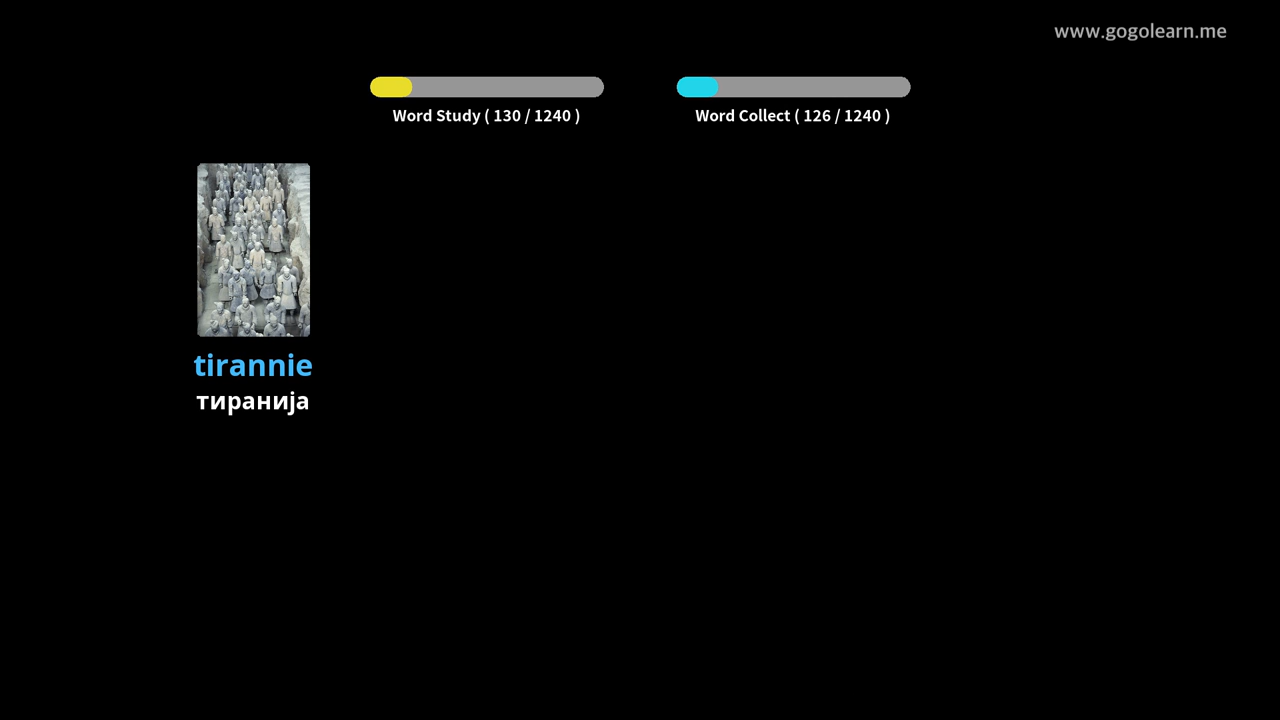 www.gogolearn.me
Word Study ( 130 / 1240 )
Word Collect ( 126 / 1240 )
tirannie
тиранија